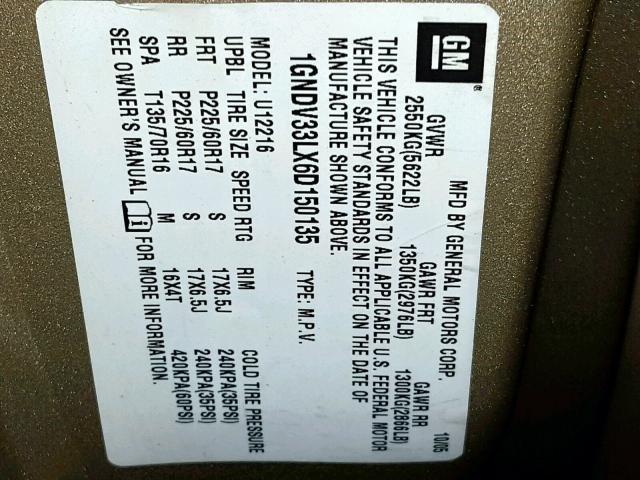 GM ®
MFD BY GENERAL MOTORS CORP. 10/05
GVWR GAWR FRT GAWR RR
2550KG(5622LB) 1350KG(2976LB) 1300KG(2866LB)
THIS VEHICLE CONFORMS TO ALL APPLICABLE U.S. FEDERAL MOTOR
VEHICLE SAFETY STANDARDS IN EFFECT ON THE DATE OF
MANUFACTURE SHOWN ABOVE.
1GNDV33LX6D150135 TYPE: M.P.V.
MODEL: U12216
UPBL TIRE SIZE SPEED RTG RIM COLD TIRE PRESSURE
FRT P225/60R17 S 17X6.5J 240KPA(35PSI)
RR P225/60R17 S 17X6.5J 240KPA(35PSI)
SPA T135/70R16 M 16X4T 420KPA(60PSI)
SEE OWNER'S MANUAL FOR MORE INFORMATION.